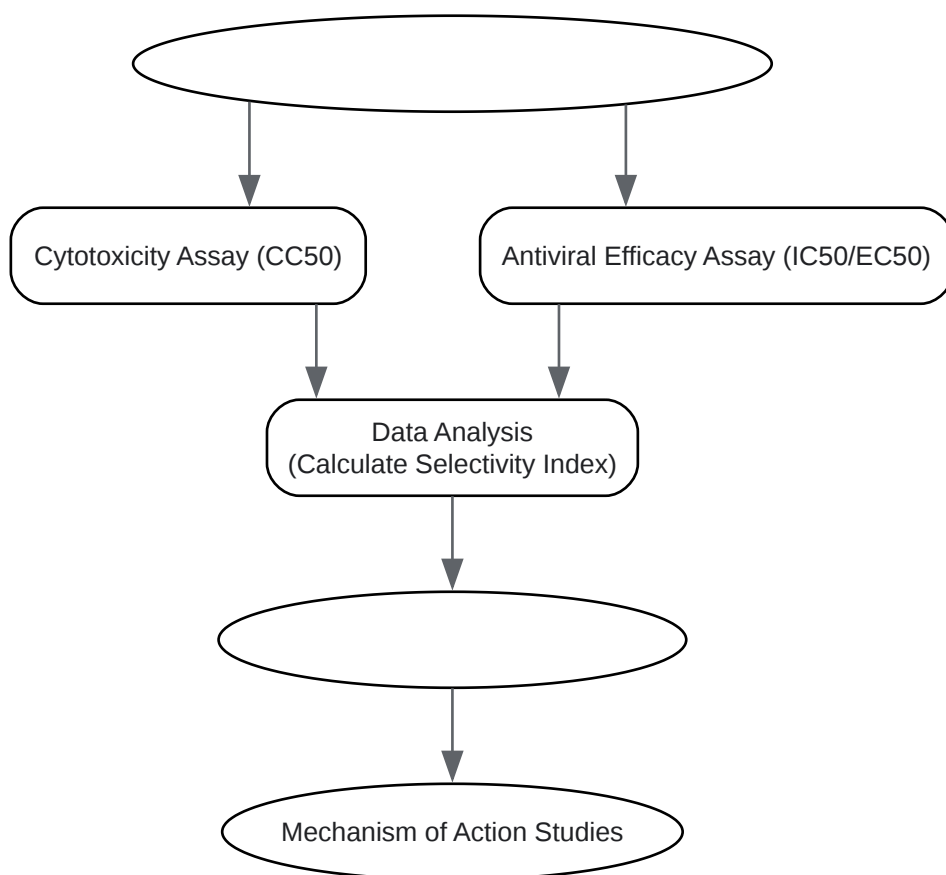 Cytotoxicity Assay (CC50)
Antiviral Efficacy Assay (IC50/EC50)
Data Analysis
(Calculate Selectivity Index)
Mechanism of Action Studies